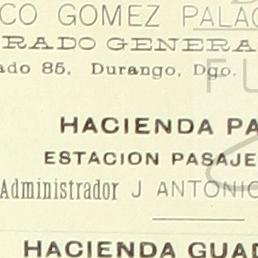 CO GOMEZ PALAC
RADO GENERA
ado 85. Durango, Dgo.
HACIENDA PA
ESTACION PASAJE
Administrador J ANTONIO
HACIENDA GUAD